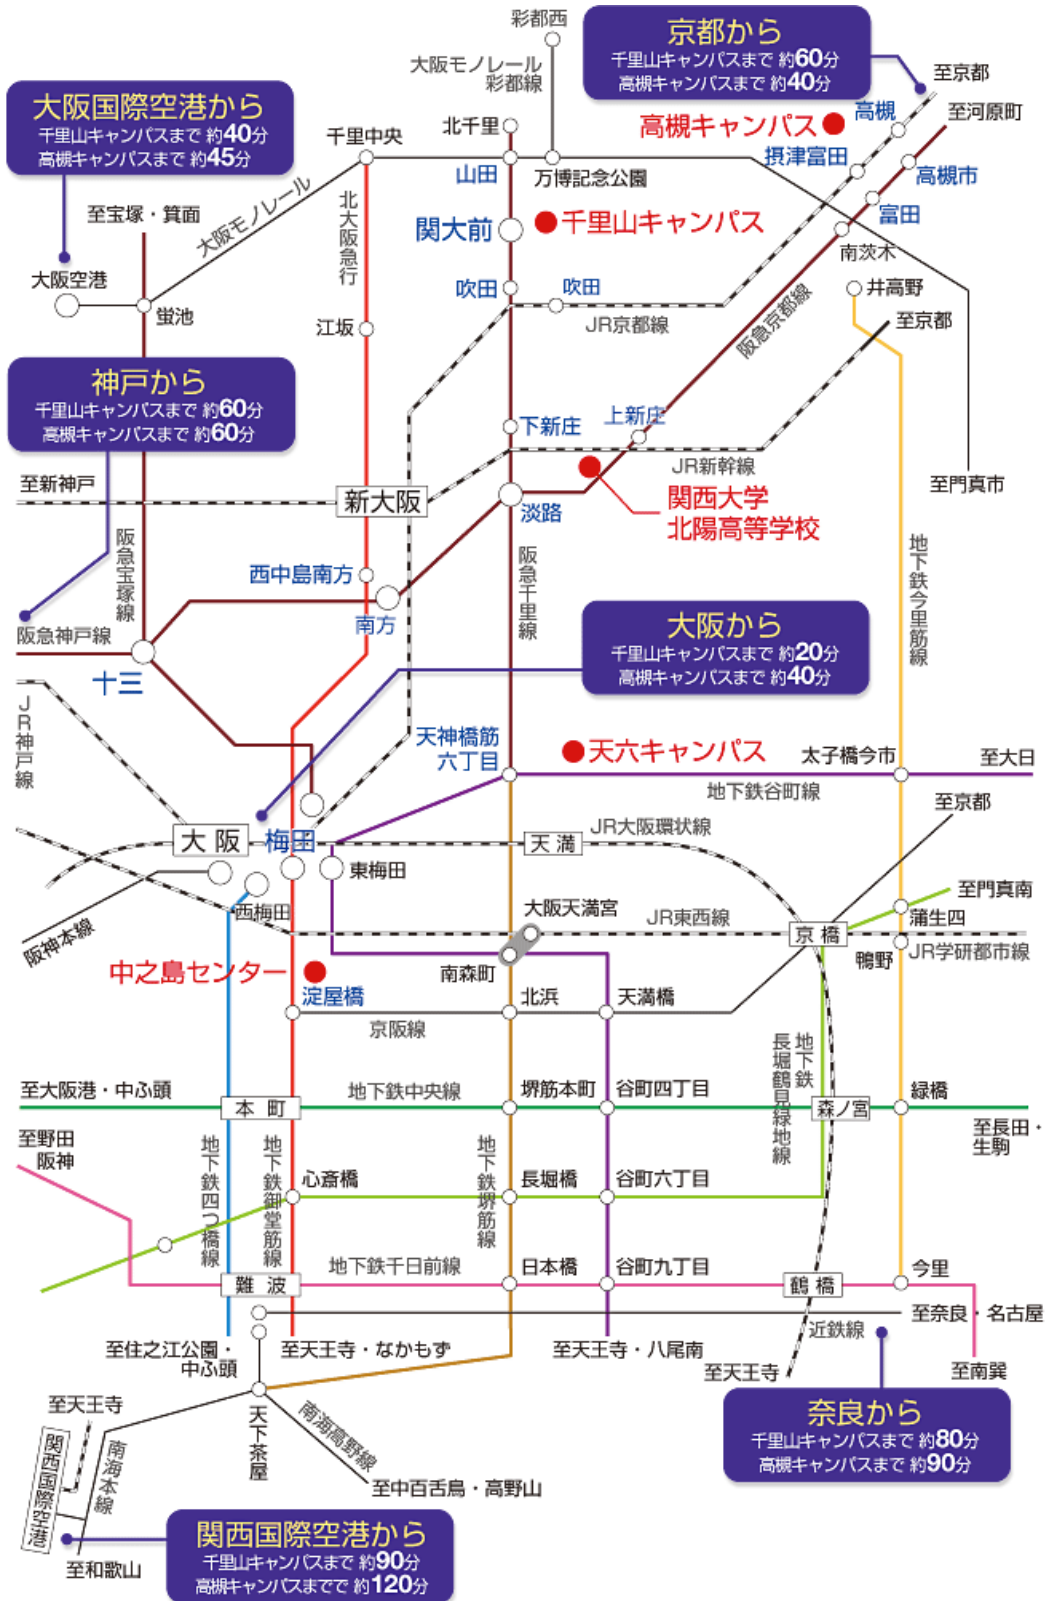 彩都西
大阪モノレール
彩都線
京都から
千里山キャンパスまで 約60分
高槻キャンパスまで 約40分
至京都
大阪国際空港から
千里山キャンパスまで 約40分
高槻キャンパスまで 約45分
高槻
至河原町
千里中央
北千里
高槻キャンパス
摂津富田
山田
万博記念公園
高槻市
富田
至宝塚・箕面
大阪モノレール
北大阪急行
関大前
千里山キャンパス
南茨木
大阪空港
蛍池
吹田
吹田
JR京都線
井高野
至京都
江坂
阪急京都線
神戸から
千里山キャンパスまで 約60分
高槻キャンパスまで 約60分
下新庄
上新庄
JR新幹線
至新神戸
新大阪
淡路
関西大学
北陽高等学校
至門真市
阪急宝塚線
阪急千里線
地下鉄今里筋線
西中島南方
南方
阪急神戸線
十三
大阪から
千里山キャンパスまで 約20分
高槻キャンパスまで 約40分
JR神戸線
天神橋筋
六丁目
天六キャンパス
太子橋今市
至大日
地下鉄谷町線
至京都
大阪
梅田
天満
JR大阪環状線
東梅田
西梅田
大阪天満宮
JR東西線
京橋
至門真南
蒲生四
阪神本線
中之島センター
淀屋橋
南森町
鴫野
JR学研都市線
北浜
天満橋
京阪線
地下鉄
長堀鶴見緑地線
至大阪港・中ふ頭
地下鉄中央線
堺筋本町
谷町四丁目
緑橋
本町
森ノ宮
至長田・
生駒
至野田
阪神
地下鉄四つ橋線
地下鉄御堂筋線
心斎橋
地下鉄堺筋線
長堀橋
谷町六丁目
地下鉄千日前線
難波
日本橋
谷町九丁目
鶴橋
今里
至奈良・名古屋
近鉄線
至住之江公園・
中ふ頭
至天王寺・なかもず
至天王寺・八尾南
至天王寺
至南巽
至天王寺
関西国際空港
南海本線
天下茶屋
南海高野線
至中百舌鳥・高野山
奈良から
千里山キャンパスまで 約80分
高槻キャンパスまで 約90分
関西国際空港から
千里山キャンパスまで 約90分
高槻キャンパスまでで 約120分
至和歌山